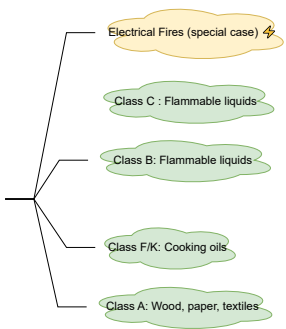 Electrical Fires (special case) ⚡
Class C : Flammable liquids
Class B: Flammable liquids
Class F/K: Cooking oils
Class A: Wood, paper, textiles